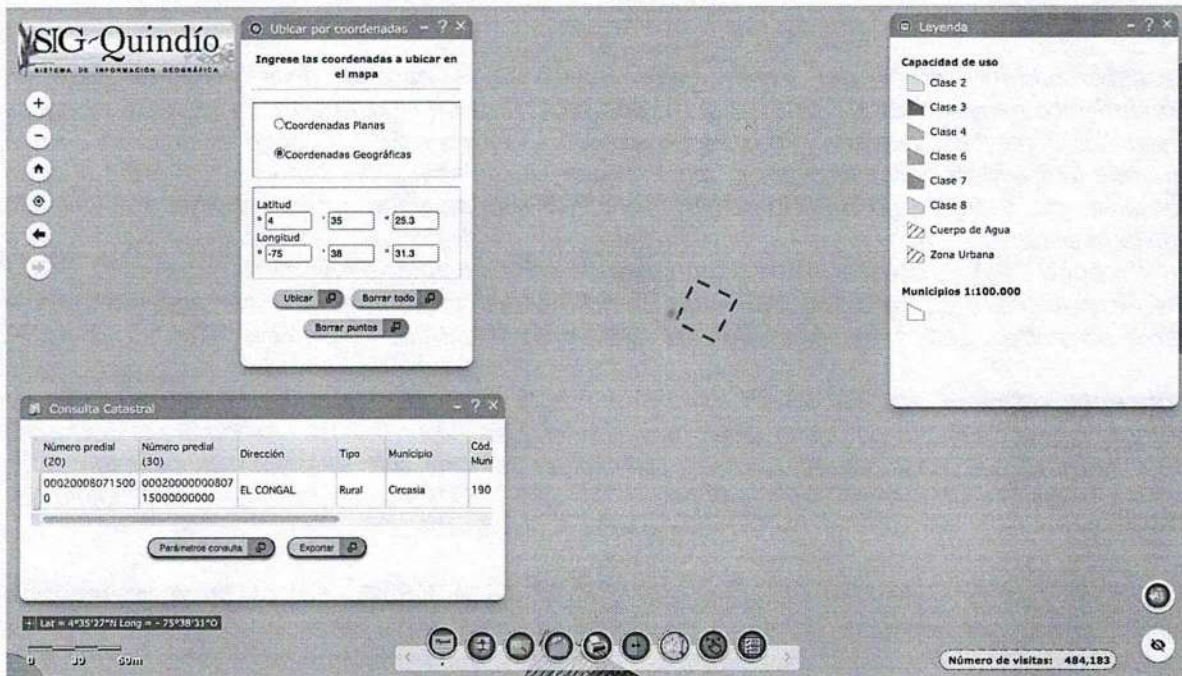 SIG-Quindío
SISTEMA DE INFORMACIÓN GEOGRÁFICA
Ubicar por coordenadas
Ingrese las coordenadas a ubicar en
el mapa
Coordenadas Planas
Coordenadas Geográficas
Latitud
° 4 ' 35 " 25.3
Longitud
° -75 ' 38 " 31.3
Ubicar
Borrar todo
Borrar puntos
Leyenda
Capacidad de uso
Clase 2
Clase 3
Clase 4
Clase 6
Clase 7
Clase 8
Cuerpo de Agua
Zona Urbana
Municipios 1:100.000
Consulta Catastral
Número predial (20) Número predial (30) Dirección Tipo Municipio Cód. Muni
000200080715000 000200000000807 15000000000 EL CONGAL Rural Circasia 190
Parámetros consulta
Exportar
Lat = 4°35'27"N Long = - 75°38'31"O
0 30 60m
Número de visitas: 484,183